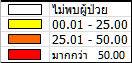 ไม่พบผู้ป่วย
00.01 - 25.00
25.01 - 50.00
มากกว่า 50.00